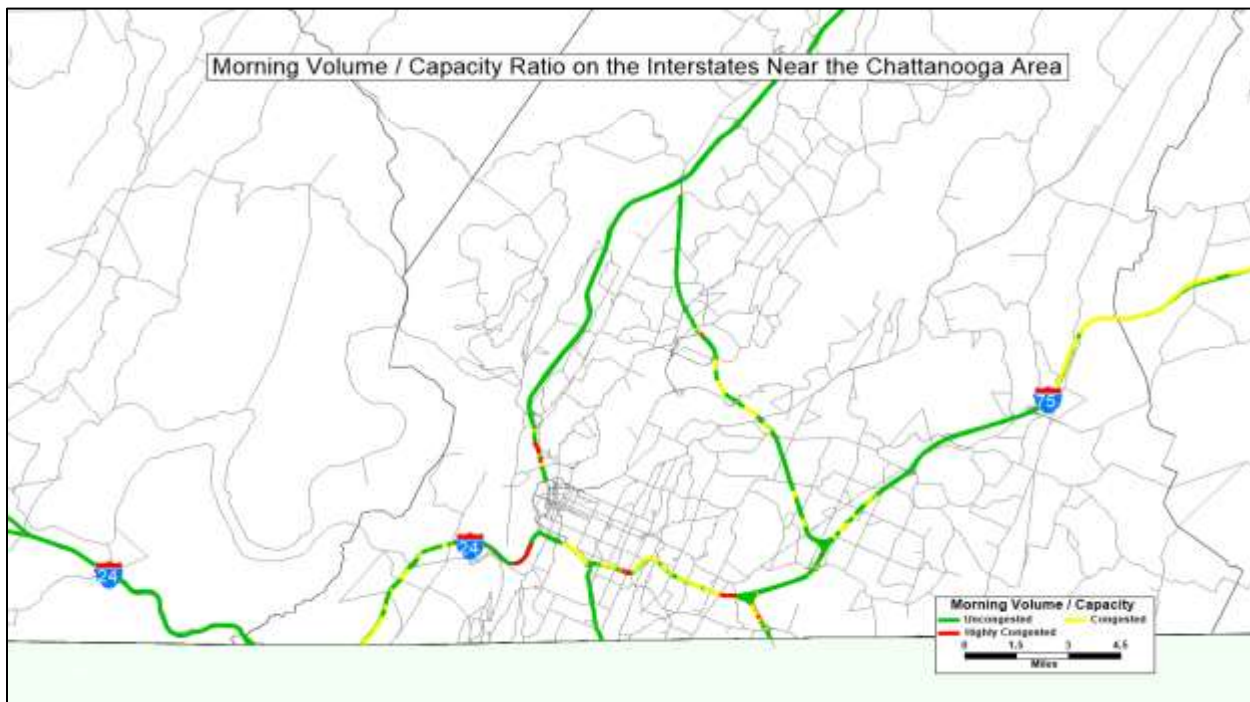 Morning Volume / Capacity Ratio on the Interstates Near the Chattanooga Area
75
24
24
Morning Volume / Capacity
Uncongested Congested
Highly Congested
0 1.5 3 4.5
Miles